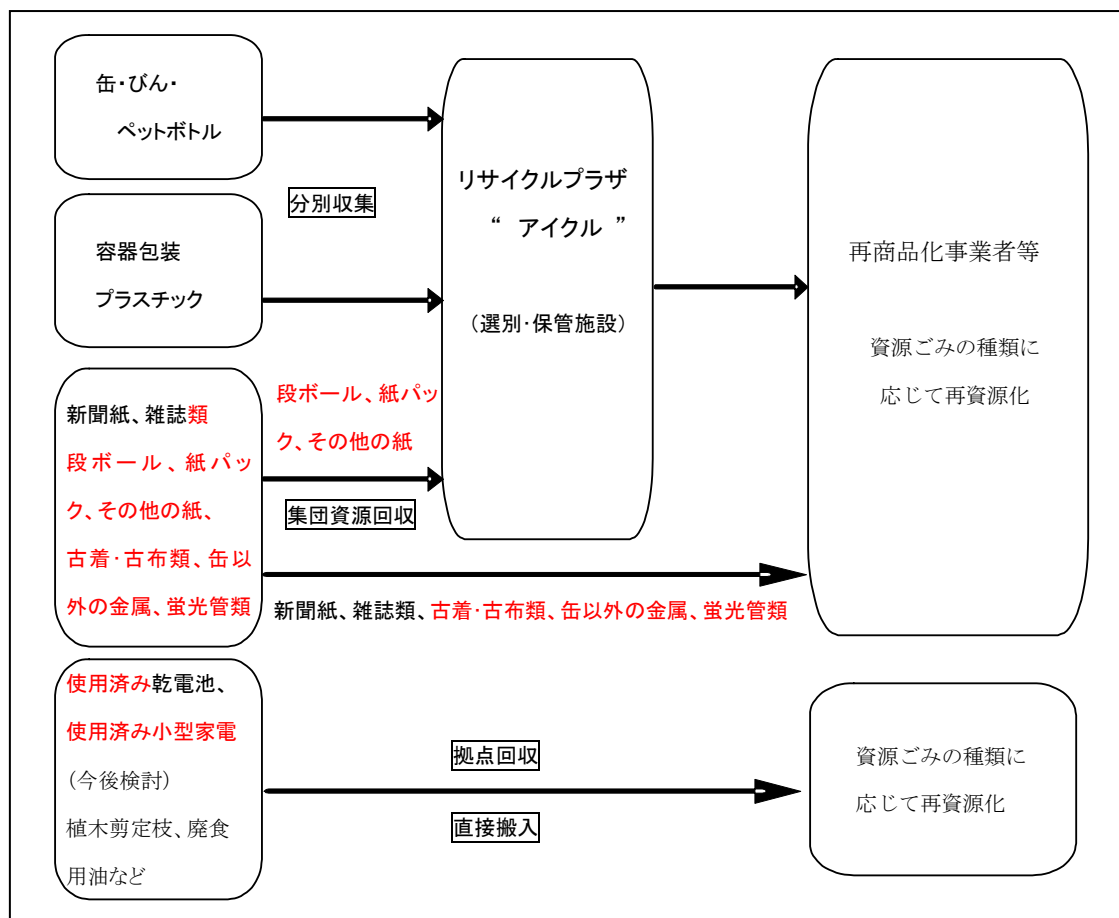 缶・びん・
ペットボトル
分別収集
容器包装
プラスチック
リサイクルプラザ
“ アイクル ”
（選別・保管施設）
再商品化事業者等
資源ごみの種類に
応じて再資源化
新聞紙、雑誌類
段ボール、紙パッ
ク、その他の紙、
古着・古布類、缶以
外の金属、蛍光管類
段ボール、紙パッ
ク、その他の紙
集団資源回収
新聞紙、雑誌類、古着・古布類、缶以外の金属、蛍光管類
使用済み乾電池、
使用済み小型家電
（今後検討）
植木剪定枝、廃食
用油など
拠点回収
直接搬入
資源ごみの種類に
応じて再資源化